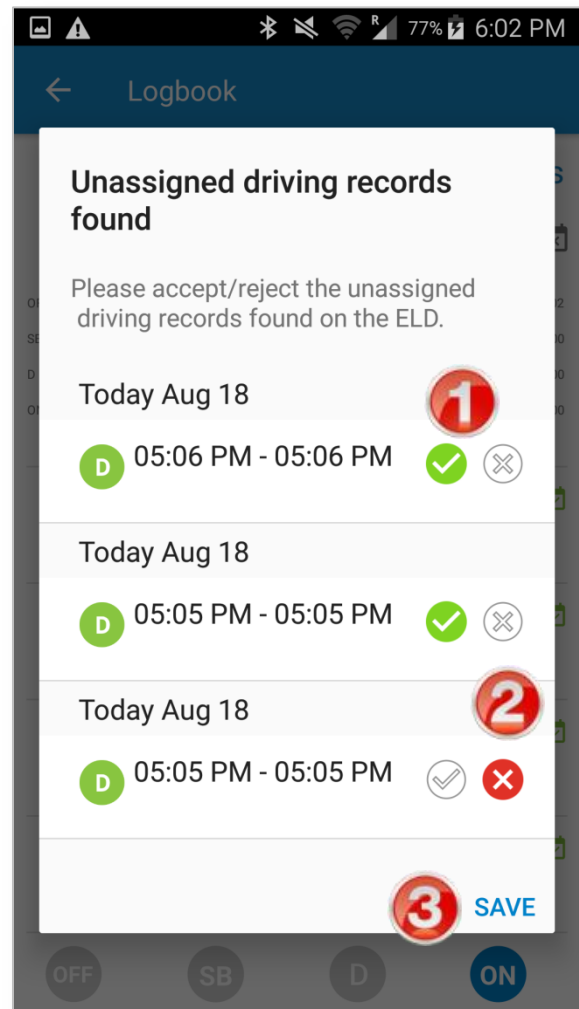 R 77% 6:02 PM
Logbook
S
Unassigned driving records
found
Please accept/reject the unassigned
driving records found on the ELD.
Today Aug 18
1
D 05:06 PM - 05:06 PM
Today Aug 18
D 05:05 PM - 05:05 PM
Today Aug 18
2
D 05:05 PM - 05:05 PM
3 SAVE
OFF SB D ON